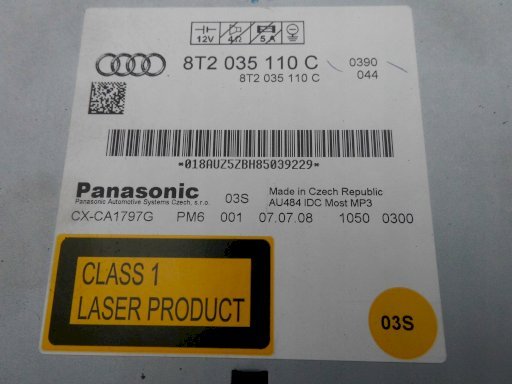 12V 4Ω 5A
8T2 035 110 C 0390
8T2 035 110 C 044
*018AUZ5ZBH85039229*
Panasonic 03S Made in Czech Republic
Panasonic Automotive Systems Czech, s.r.o. AU484 IDC Most MP3
CX-CA1797G PM6 001 07.07.08 1050 0300
CLASS 1
LASER PRODUCT
03S